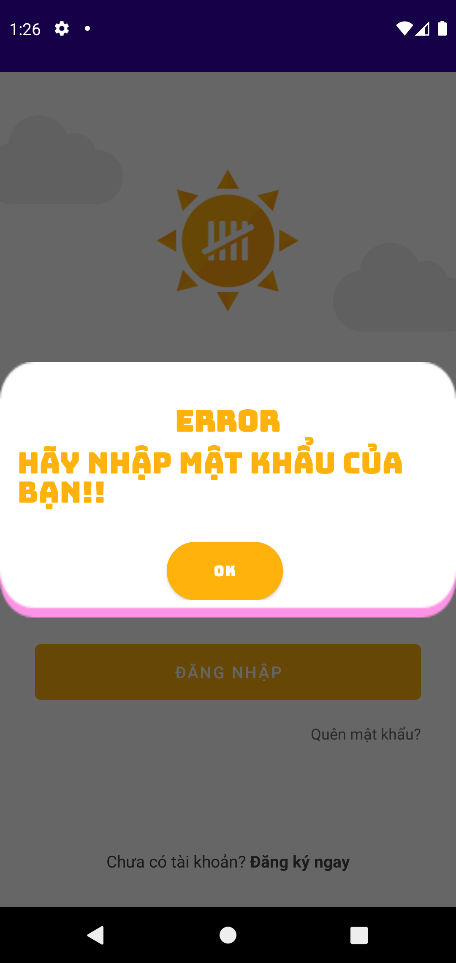 1:26
ERROR
HÃY NHẬP MẬT KHẨU CỦA
BẠN!!
OK
ĐĂNG NHẬP
Quên mật khẩu?
Chưa có tài khoản? Đăng ký ngay